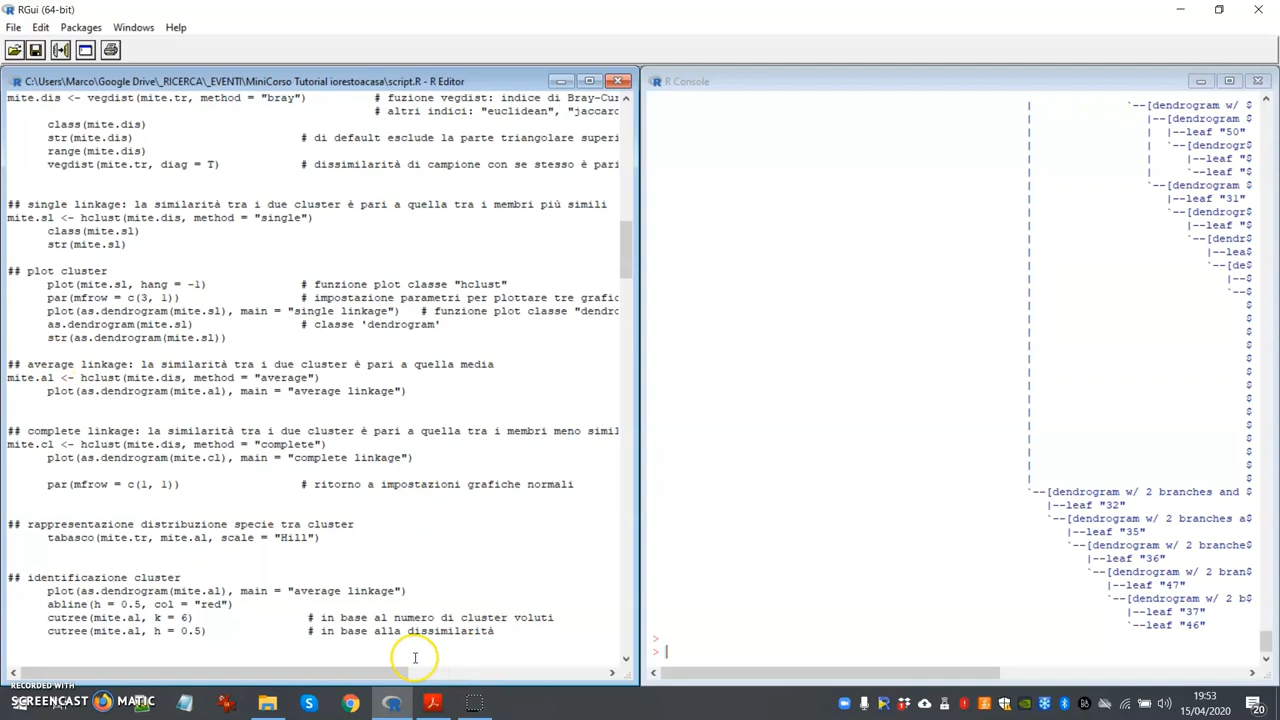 RGui (64-bit)
File Edit Packages Windows Help
C:\Users\Marco\Google Drive\_RICERCA\_EVENTI\MiniCorso Tutorial iorestoacasa\script.R - R Editor
mite.dis <- vegdist(mite.tr, method = "bray") # fuzione vegdist: indice di Bray-Cur
# altri indici: "euclidean", "jaccard
class(mite.dis)
str(mite.dis) # di default esclude la parte triangolare superi
range(mite.dis)
vegdist(mite.tr, diag = T) # dissimilarità di campione con se stesso è pari
## single linkage: la similarità tra i due cluster è pari a quella tra i membri più simili
mite.sl <- hclust(mite.dis, method = "single")
class(mite.sl)
str(mite.sl)
## plot cluster
plot(mite.sl, hang = -1) # funzione plot classe "hclust"
par(mfrow = c(3, 1)) # impostazione parametri per plottare tre grafic
plot(as.dendrogram(mite.sl), main = "single linkage") # funzione plot classe "dendro
as.dendrogram(mite.sl) # classe 'dendrogram'
str(as.dendrogram(mite.sl))
## average linkage: la similarità tra i due cluster è pari a quella media
mite.al <- hclust(mite.dis, method = "average")
plot(as.dendrogram(mite.al), main = "average linkage")
## complete linkage: la similarità tra i due cluster è pari a quella tra i membri meno simil
mite.cl <- hclust(mite.dis, method = "complete")
plot(as.dendrogram(mite.cl), main = "complete linkage")
par(mfrow = c(1, 1)) # ritorno a impostazioni grafiche normali
## rappresentazione distribuzione specie tra cluster
tabasco(mite.tr, mite.al, scale = "Hill")
## identificazione cluster
plot(as.dendrogram(mite.al), main = "average linkage")
abline(h = 0.5, col = "red")
cutree(mite.al, k = 6) # in base al numero di cluster voluti
cutree(mite.al, h = 0.5) # in base alla dissimilarità
R Console
| `--[dendrogram w/ $
| |--[dendrogram $
| | |--leaf "50"
| | `--[dendrogr$
| | |--leaf "$
| | `--leaf "$
| `--[dendrogram $
| |--leaf "31"
| `--[dendrogr$
| |--leaf "$
| `--[dendr$
| |--lea$
| `--[de$
| |--$
| `--$
| $
| $
| $
| $
| $
| $
| $
| $
| $
| $
| $
| $
| $
| $
`--[dendrogram w/ 2 branches and $
|--leaf "32"
`--[dendrogram w/ 2 branches a$
|--leaf "35"
`--[dendrogram w/ 2 branche$
|--leaf "36"
`--[dendrogram w/ 2 bran$
|--leaf "47"
`--[dendrogram w/ 2 b$
|--leaf "37"
`--leaf "46"
>
>
RECORDED WITH
SCREENCAST MATIC
19:53
15/04/2020
20